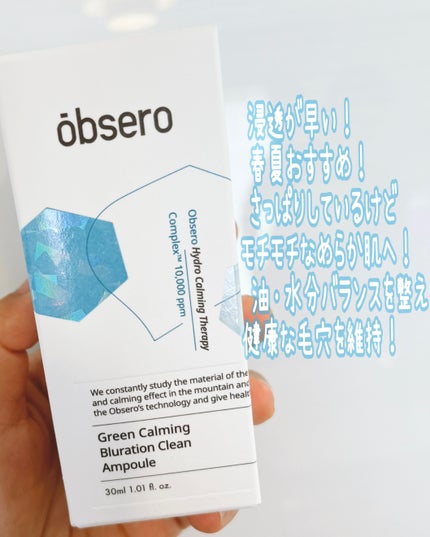 ōbsero
Obsero Hydro Calming Therapy
Complex™ 10,000 ppm
We constantly study the material of the
and calming effect in the mountain and
the Obsero's technology and give heal
Green Calming
Bluration Clean
Ampoule
30ml 1.01 fl. oz.
浸透が早い！
春夏おすすめ！
さっぱりしているけど
モチモチなめらか肌へ！
油・水分バランスを整え
健康な毛穴を維持！